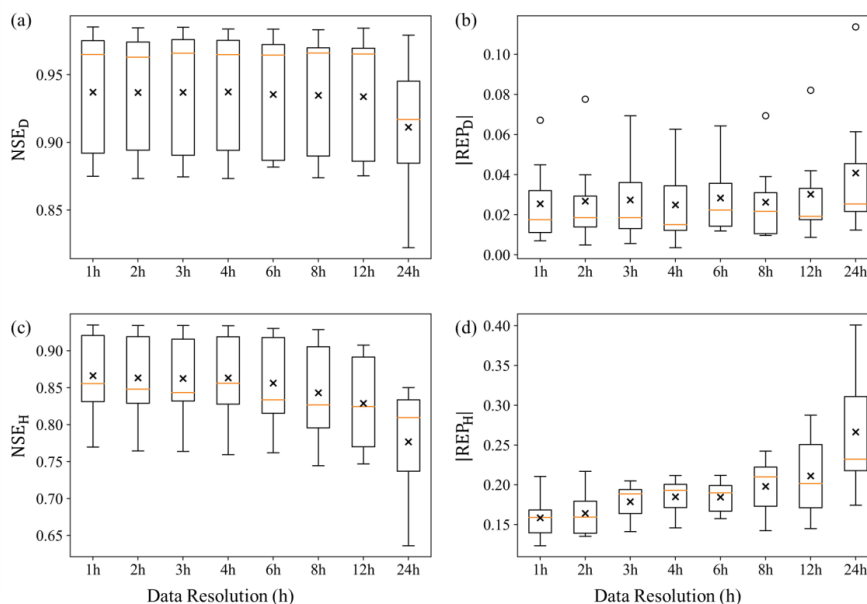 (a)
NSE_D
0.95
0.90
0.85
1h 2h 3h 4h 6h 8h 12h 24h
(b)
|REP_D|
0.10
0.08
0.06
0.04
0.02
0.00
1h 2h 3h 4h 6h 8h 12h 24h
(c)
NSE_H
0.90
0.85
0.80
0.75
0.70
0.65
1h 2h 3h 4h 6h 8h 12h 24h
Data Resolution (h)
(d)
|REP_H|
0.40
0.35
0.30
0.25
0.20
0.15
1h 2h 3h 4h 6h 8h 12h 24h
Data Resolution (h)